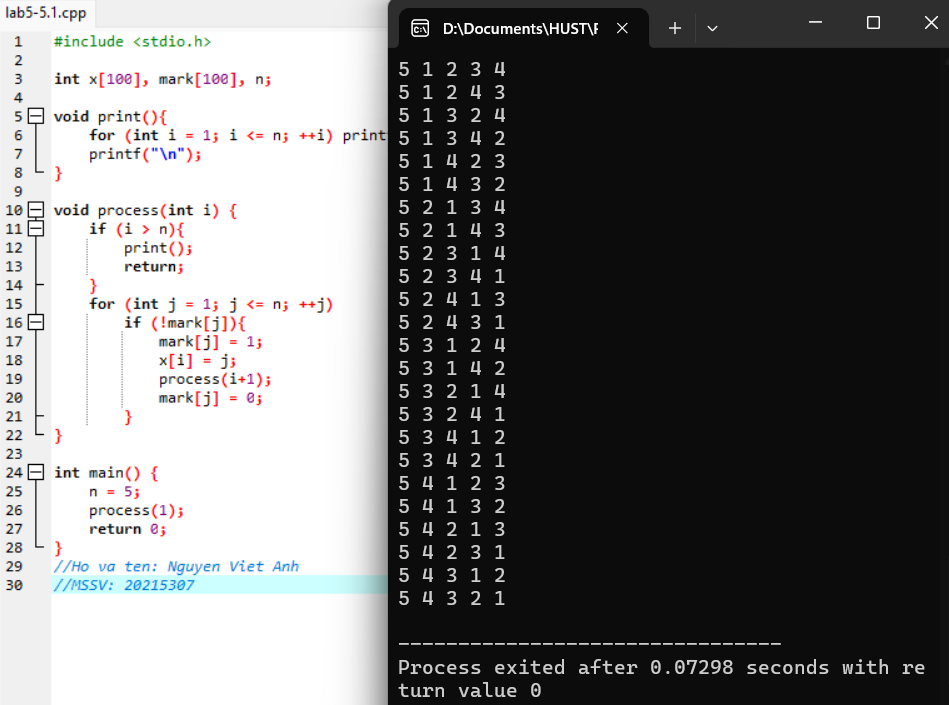 lab5-5.1.cpp
1 #include <stdio.h>
2
3 int x[100], mark[100], n;
4
5 void print(){
6 for (int i = 1; i <= n; ++i) print
7 printf("\n");
8 }
9
10 void process(int i) {
11 if (i > n){
12 print();
13 return;
14 }
15 for (int j = 1; j <= n; ++j)
16 if (!mark[j]){
17 mark[j] = 1;
18 x[i] = j;
19 process(i+1);
20 mark[j] = 0;
21 }
22 }
23
24 int main() {
25 n = 5;
26 process(1);
27 return 0;
28 }
29 //Ho va ten: Nguyen Viet Anh
30 //MSSV: 20215307
D:\Documents\HUST\F
5 1 2 3 4
5 1 2 4 3
5 1 3 2 4
5 1 3 4 2
5 1 4 2 3
5 1 4 3 2
5 2 1 3 4
5 2 1 4 3
5 2 3 1 4
5 2 3 4 1
5 2 4 1 3
5 2 4 3 1
5 3 1 2 4
5 3 1 4 2
5 3 2 1 4
5 3 2 4 1
5 3 4 1 2
5 3 4 2 1
5 4 1 2 3
5 4 1 3 2
5 4 2 1 3
5 4 2 3 1
5 4 3 1 2
5 4 3 2 1
--------------------------------
Process exited after 0.07298 seconds with re
turn value 0